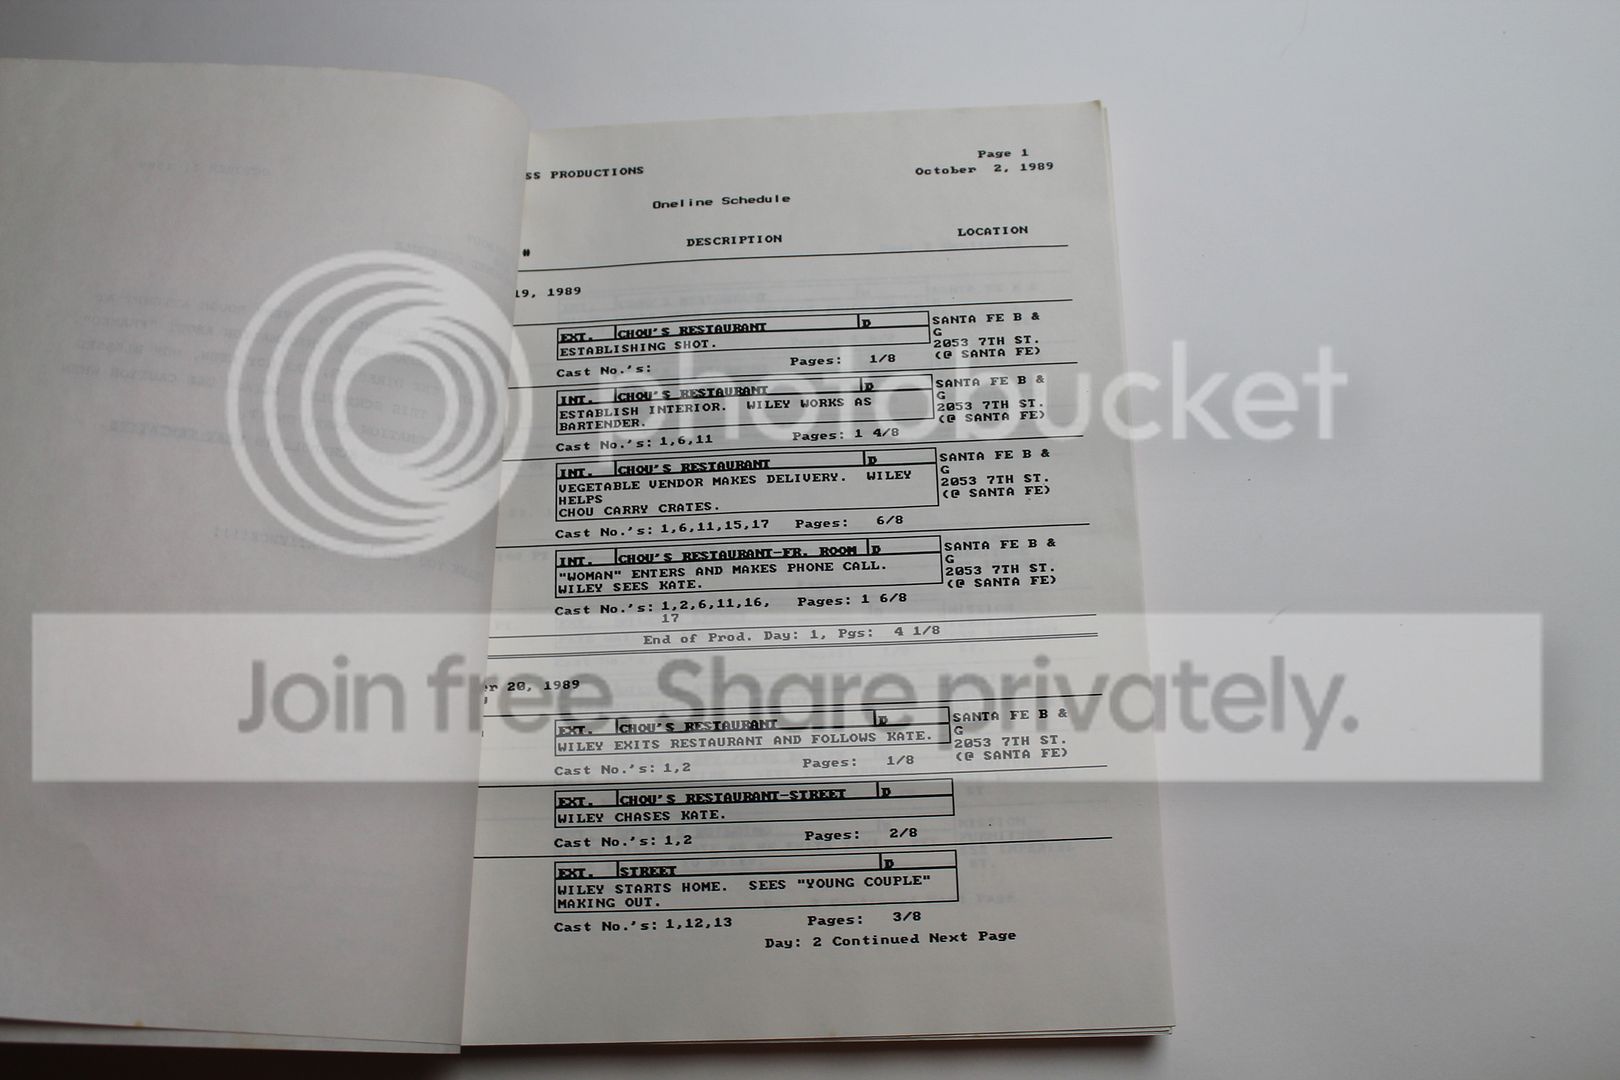 Page 1
SS PRODUCTIONS
October 2, 1989
Oneline Schedule
# DESCRIPTION LOCATION
19, 1989
EXT. CHOU'S RESTAURANT D SANTA FE B &
G
ESTABLISHING SHOT. 2053 7TH ST.
Cast No.'s: Pages: 1/8 (@ SANTA FE)
INT. CHOU'S RESTAURANT D SANTA FE B &
G
ESTABLISH INTERIOR. WILEY WORKS AS 2053 7TH ST.
BARTENDER. (@ SANTA FE)
Cast No.'s: 1,6,11 Pages: 1 4/8
INT. CHOU'S RESTAURANT D SANTA FE B &
G
VEGETABLE VENDOR MAKES DELIVERY. WILEY 2053 7TH ST.
HELPS (@ SANTA FE)
CHOU CARRY CRATES.
Cast No.'s: 1,6,11,15,17 Pages: 6/8
INT. CHOU'S RESTAURANT-FR. ROOM D SANTA FE B &
G
"WOMAN" ENTERS AND MAKES PHONE CALL. 2053 7TH ST.
WILEY SEES KATE. (@ SANTA FE)
Cast No.'s: 1,2,6,11,16, Pages: 1 6/8
17
End of Prod. Day: 1, Pgs: 4 1/8
er 20, 1989
EXT. CHOU'S RESTAURANT D SANTA FE B &
G
WILEY EXITS RESTAURANT AND FOLLOWS KATE. 2053 7TH ST.
Cast No.'s: 1,2 Pages: 1/8 (@ SANTA FE)
EXT. CHOU'S RESTAURANT-STREET D
WILEY CHASES KATE.
Cast No.'s: 1,2 Pages: 2/8
EXT. STREET D
WILEY STARTS HOME. SEES "YOUNG COUPLE"
MAKING OUT.
Cast No.'s: 1,12,13 Pages: 3/8
Day: 2 Continued Next Page
photobucket
Join free. Share privately.